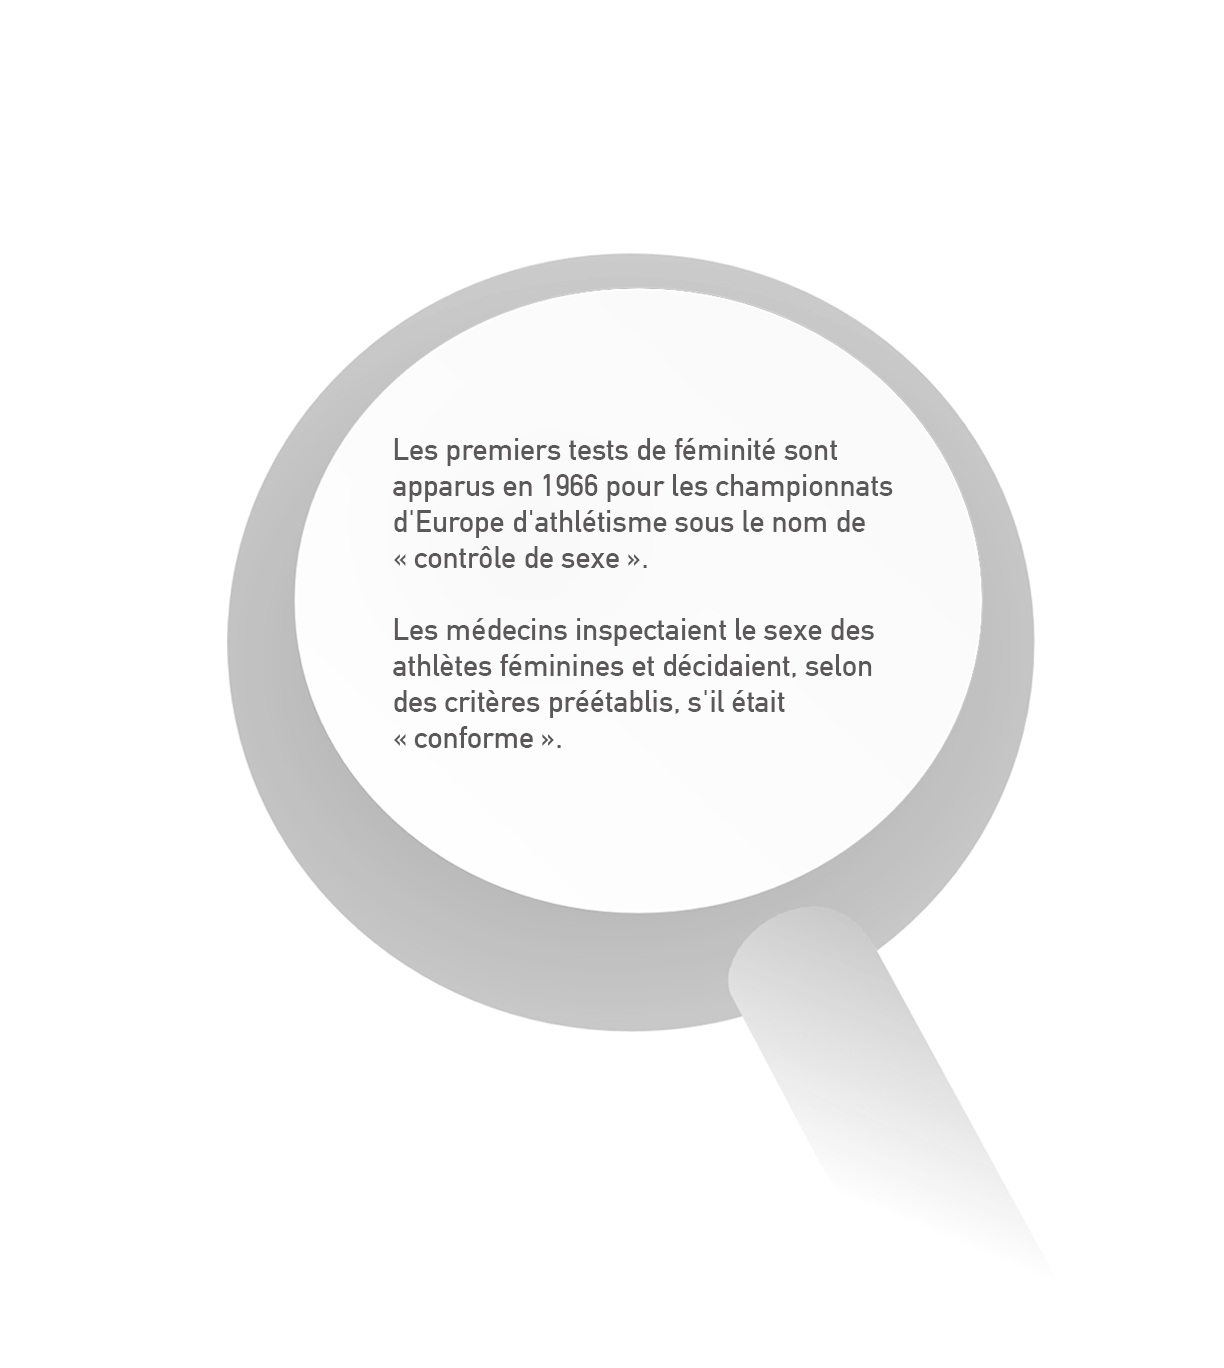 Les premiers tests de féminité sont
apparus en 1966 pour les championnats
d'Europe d'athlétisme sous le nom de
« contrôle de sexe ».
Les médecins inspectaient le sexe des
athlètes féminines et décidaient, selon
des critères préétablis, s'il était
« conforme ».